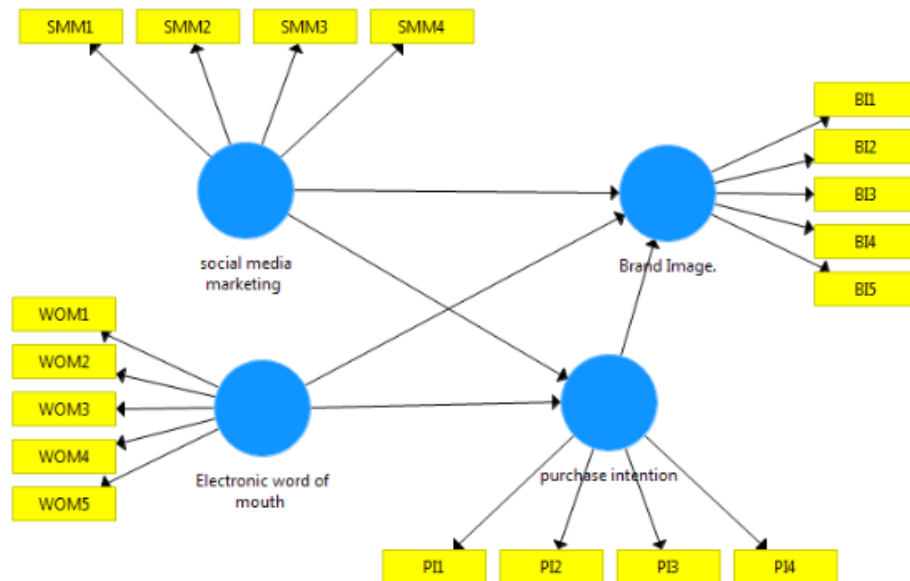 SMM1
SMM2
SMM3
SMM4
BI1
BI2
BI3
BI4
BI5
social media
marketing
Brand Image.
WOM1
WOM2
WOM3
WOM4
WOM5
Electronic word of
mouth
purchase intention
PI1
PI2
PI3
PI4